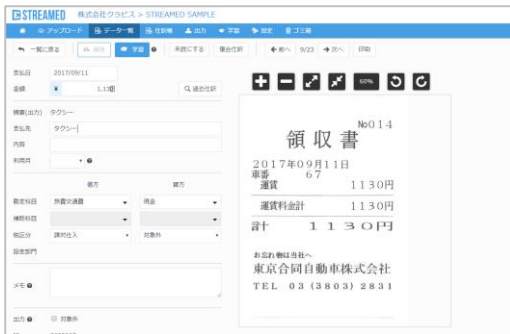 STREAMED 株式会社クラビス > STREAMED SAMPLE
アップロード データ一覧 仕訳帳 出力 学習 設定 ゴミ箱
一覧に戻る 学習 未読にする 複合仕訳 前へ 9/23 次へ 印刷
支払日 2017/09/11
金額 ¥ 1,130 過去仕訳
摘要(出力) タクシー
支払先 タクシー
内容
利用月
借方 貸方
勘定科目 旅費交通費 現金
補助科目
税区分 課対仕入 対象外
設定部門
メモ
出力 対象外
60%
No014
領収書
2017年09月11日
車番 67
運賃 1130円
運賃料金計 1130円
計 1130円
お忘れ物は当社へ
東京合同自動車株式会社
TEL 03(3803)2831